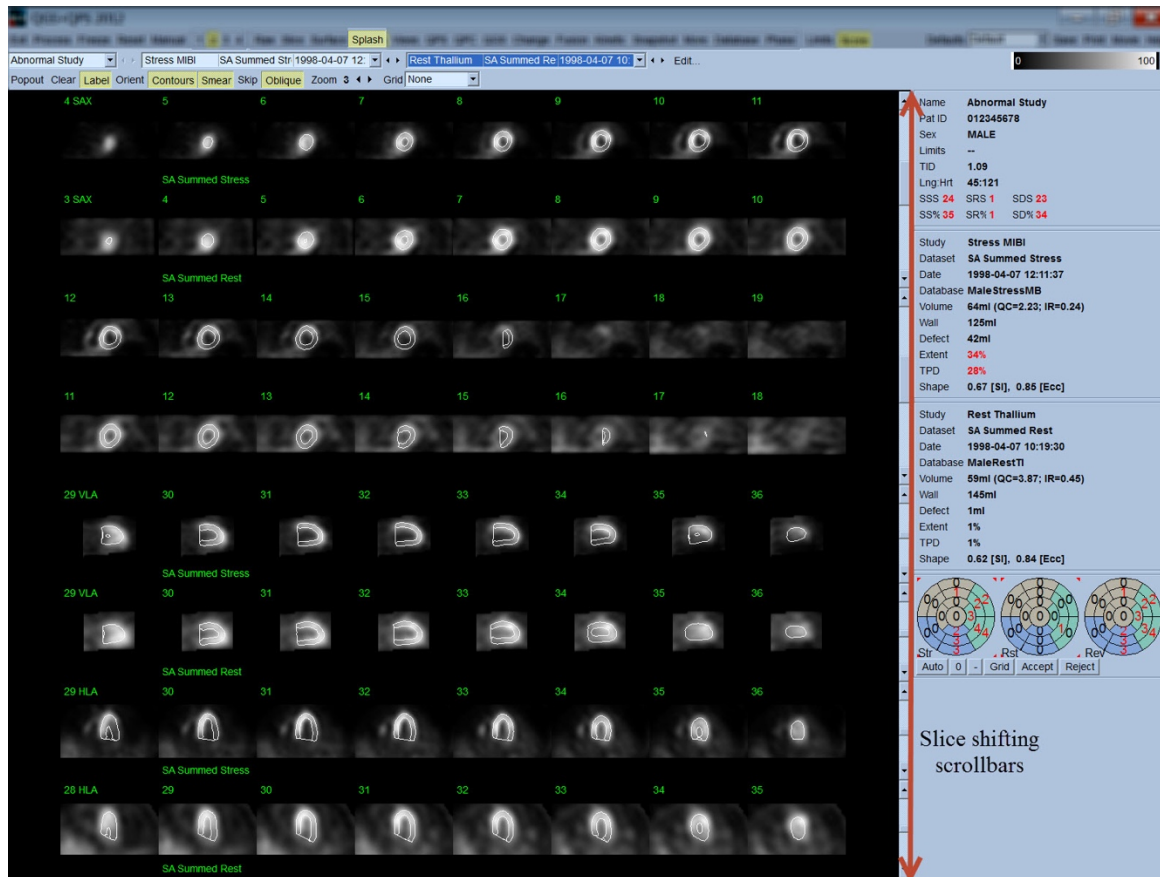 QGS+QPS 2012
Splash
Abnormal Study Stress MIBI SA Summed Str 1998-04-07 12: Rest Thallium SA Summed Re 1998-04-07 10: Edit...
0 100
Popout Clear Label Orient Contours Smear Skip Oblique Zoom 3 Grid None
4 SAX 5 6 7 8 9 10 11
SA Summed Stress
3 SAX 4 5 6 7 8 9 10
SA Summed Rest
12 13 14 15 16 17 18 19
11 12 13 14 15 16 17 18
29 VLA 30 31 32 33 34 35 36
SA Summed Stress
29 VLA 30 31 32 33 34 35 36
SA Summed Rest
29 HLA 30 31 32 33 34 35 36
SA Summed Stress
28 HLA 29 30 31 32 33 34 35
SA Summed Rest
Name Abnormal Study
Pat ID 012345678
Sex MALE
Limits --
TID 1.09
Lng:Hrt 45:121
SSS 24 SRS 1 SDS 23
SS% 35 SR% 1 SD% 34
Study Stress MIBI
Dataset SA Summed Stress
Date 1998-04-07 12:11:37
Database MaleStressMB
Volume 64ml (QC=2.23; IR=0.24)
Wall 125ml
Defect 42ml
Extent 34%
TPD 28%
Shape 0.67 [SI], 0.85 [Ecc]
Study Rest Thallium
Dataset SA Summed Rest
Date 1998-04-07 10:19:30
Database MaleRestTl
Volume 59ml (QC=3.87; IR=0.45)
Wall 145ml
Defect 1ml
Extent 1%
TPD 1%
Shape 0.62 [SI], 0.84 [Ecc]
Str Rst Rev
Auto 0 - Grid Accept Reject
Slice shifting
scrollbars